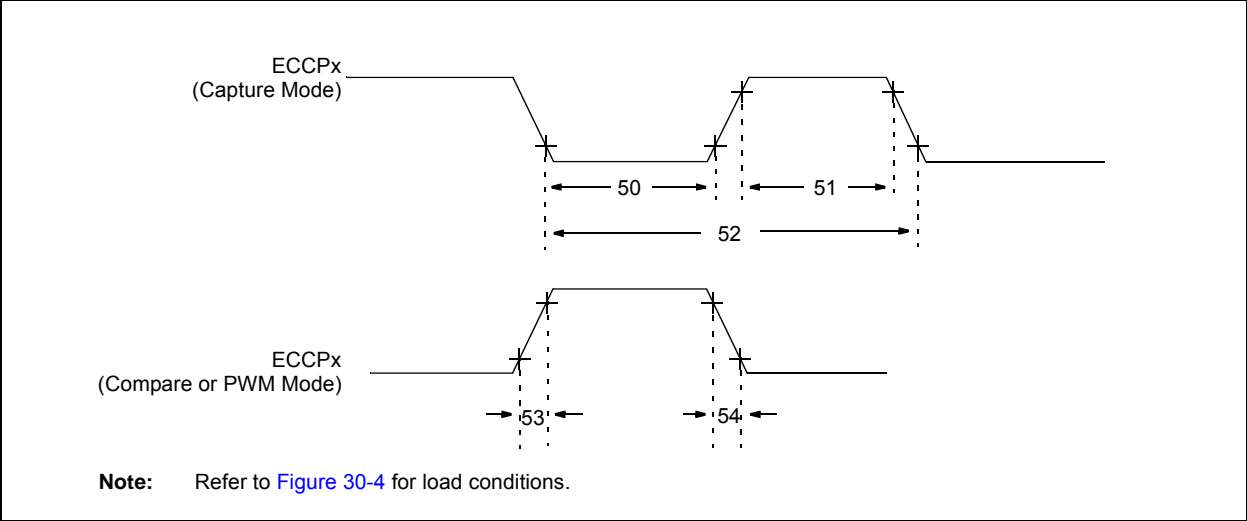 ECCPx
(Capture Mode)
50
51
52
ECCPx
(Compare or PWM Mode)
53
54
Note: Refer to Figure 30-4 for load conditions.